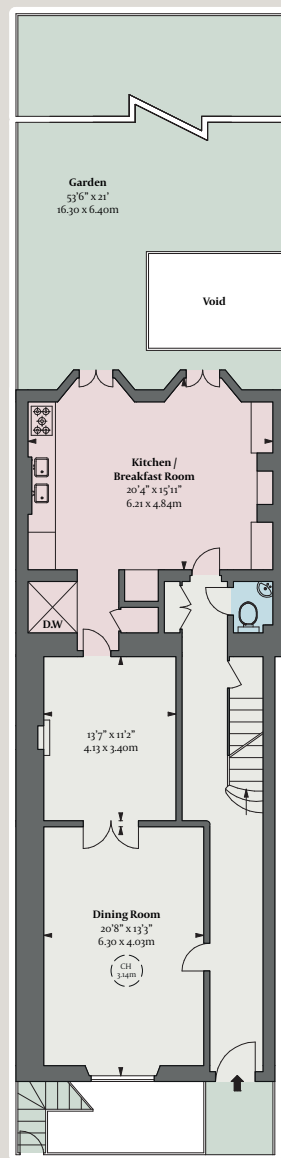 Garden
53'6" x 21'
16.30 x 6.40m
Void
Kitchen /
Breakfast Room
20'4" x 15'11"
6.21 x 4.84m
D.W
13'7" x 11'2"
4.13 x 3.40m
Dining Room
20'8" x 13'3"
6.30 x 4.03m
CH
3.14m